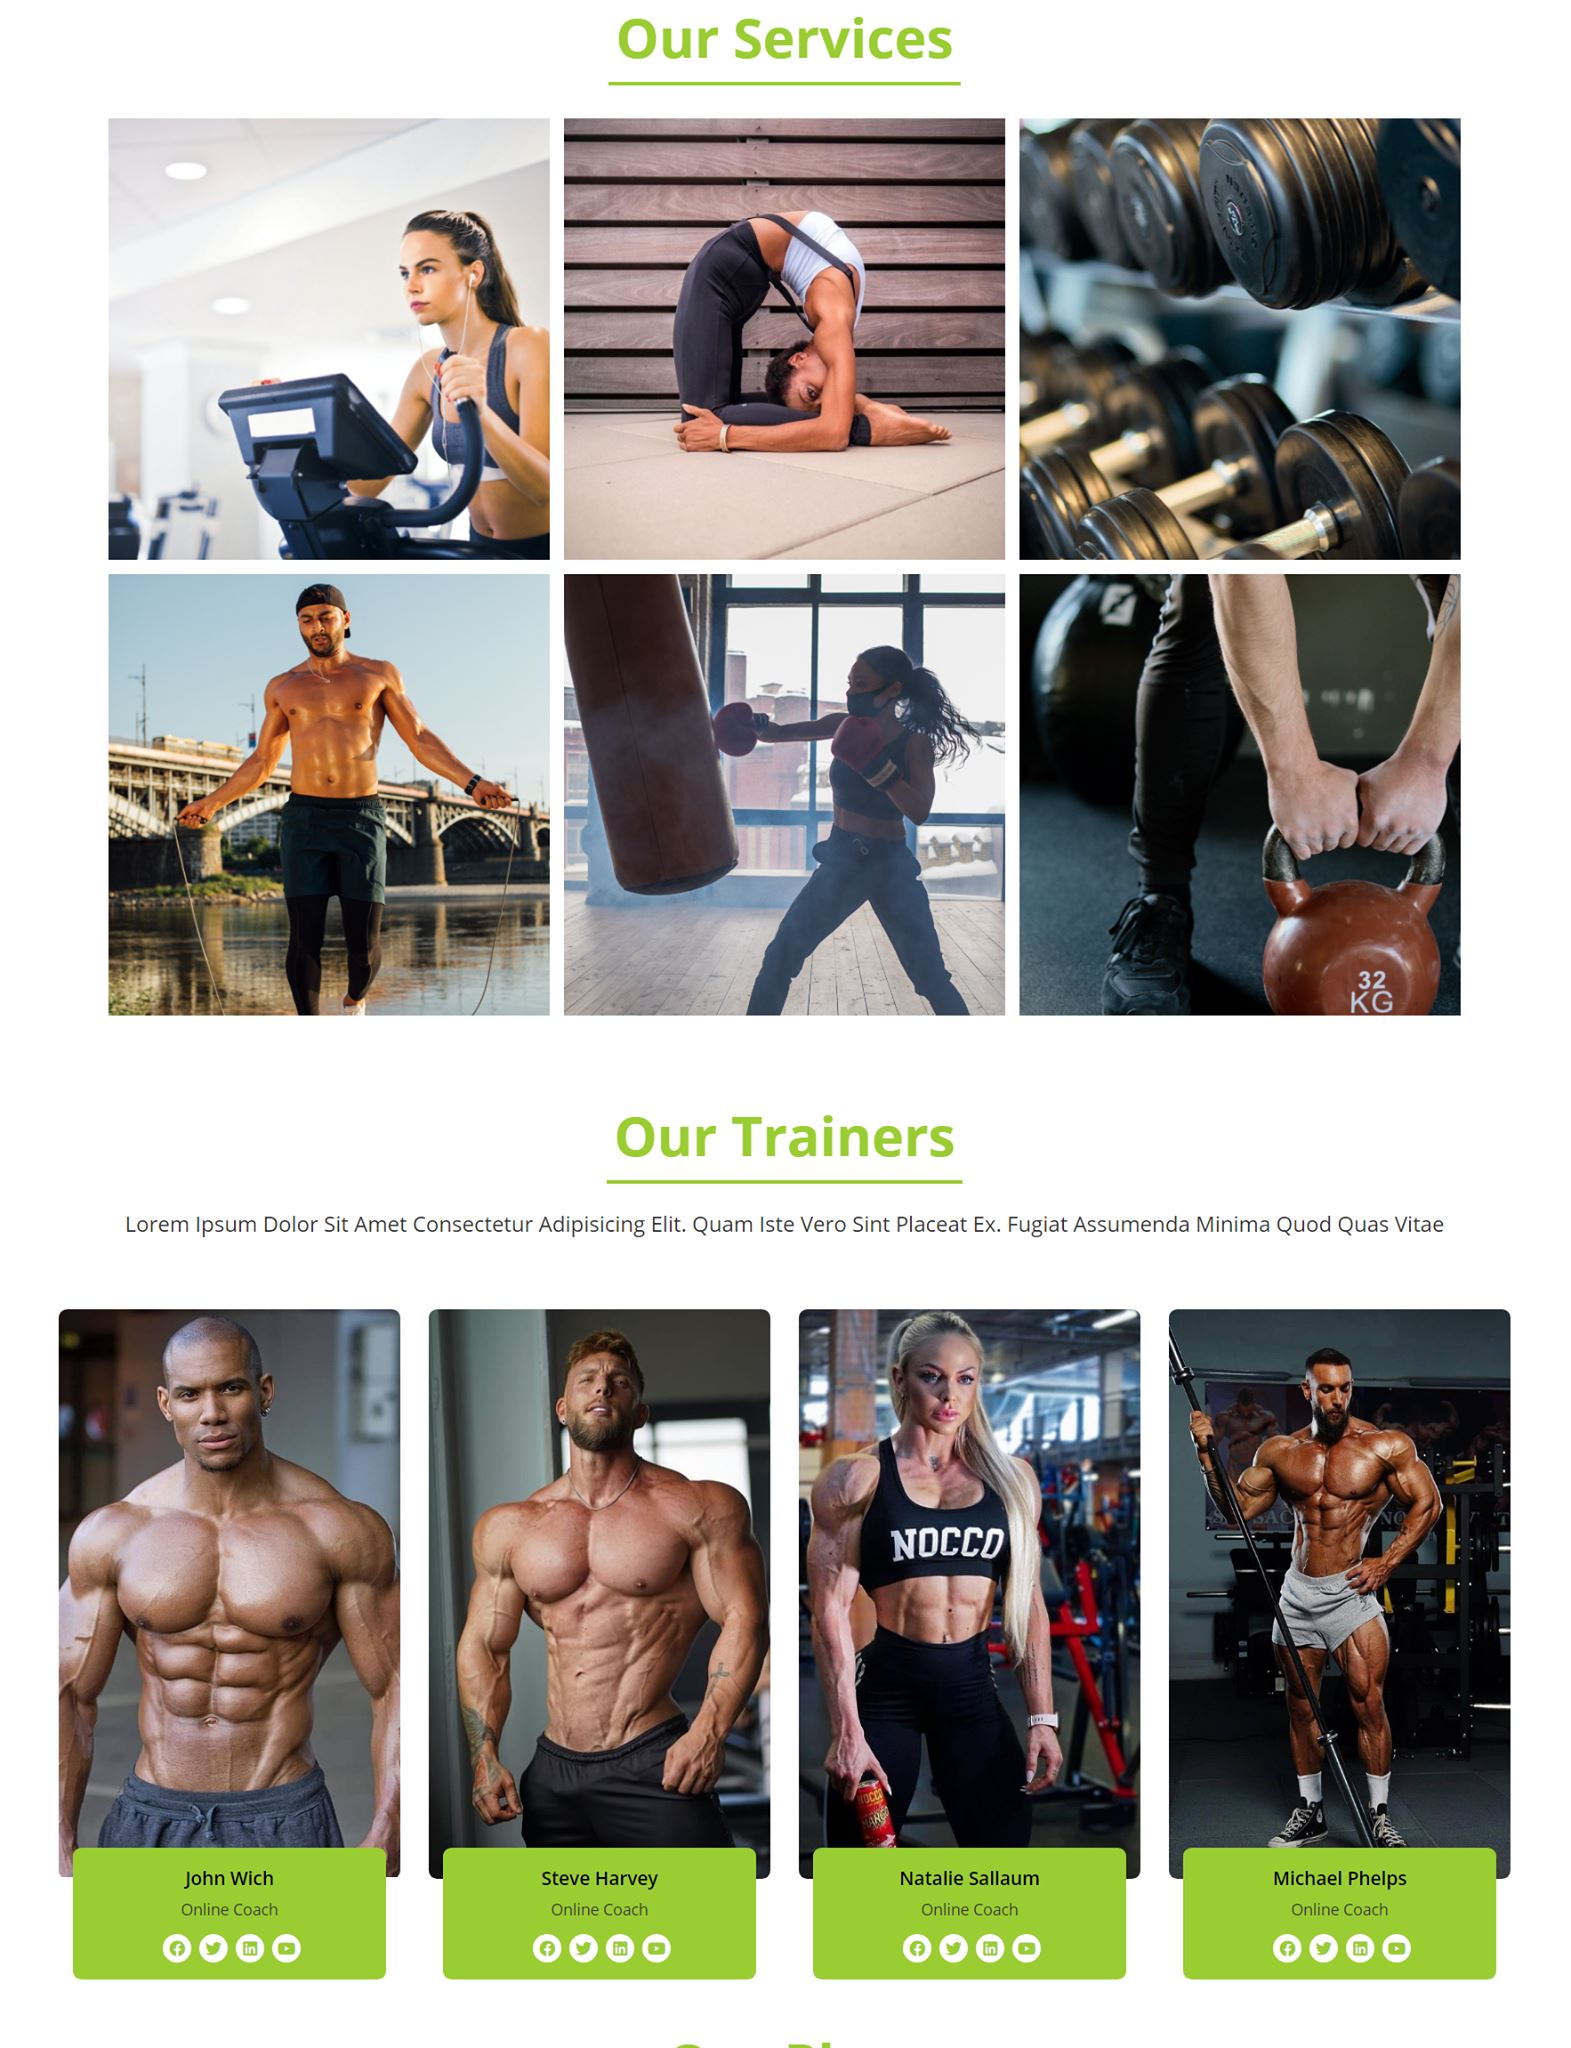 Our Services
32
KG
Our Trainers
Lorem Ipsum Dolor Sit Amet Consectetur Adipisicing Elit. Quam Iste Vero Sint Placeat Ex. Fugiat Assumenda Minima Quod Quas Vitae
NOCCO
NOCCO
MANGO
John Wich
Online Coach
Steve Harvey
Online Coach
Natalie Sallaum
Online Coach
Michael Phelps
Online Coach